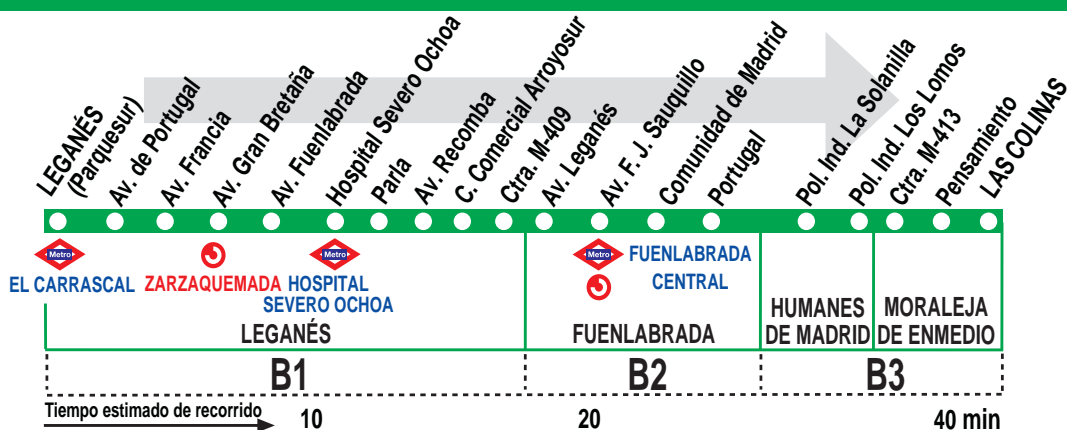 LEGANÉS
(Parquesur)
Av. de Portugal
Av. Francia
Av. Gran Bretaña
Av. Fuenlabrada
Hospital Severo Ochoa
Parla
Av. Recomba
C. Comercial Arroyosur
Ctra. M-409
Av. Leganés
Av. F. J. Sauquillo
Comunidad de Madrid
Portugal
Pol. Ind. La Solanilla
Pol. Ind. Los Lomos
Ctra. M-413
Pensamiento
LAS COLINAS
Metro
EL CARRASCAL
ZARZAQUEMADA
Metro
HOSPITAL
SEVERO OCHOA
Metro
FUENLABRADA
CENTRAL
LEGANÉS
FUENLABRADA
HUMANES
DE MADRID
MORALEJA
DE ENMEDIO
B1
B2
B3
Tiempo estimado de recorrido
10
20
40 min